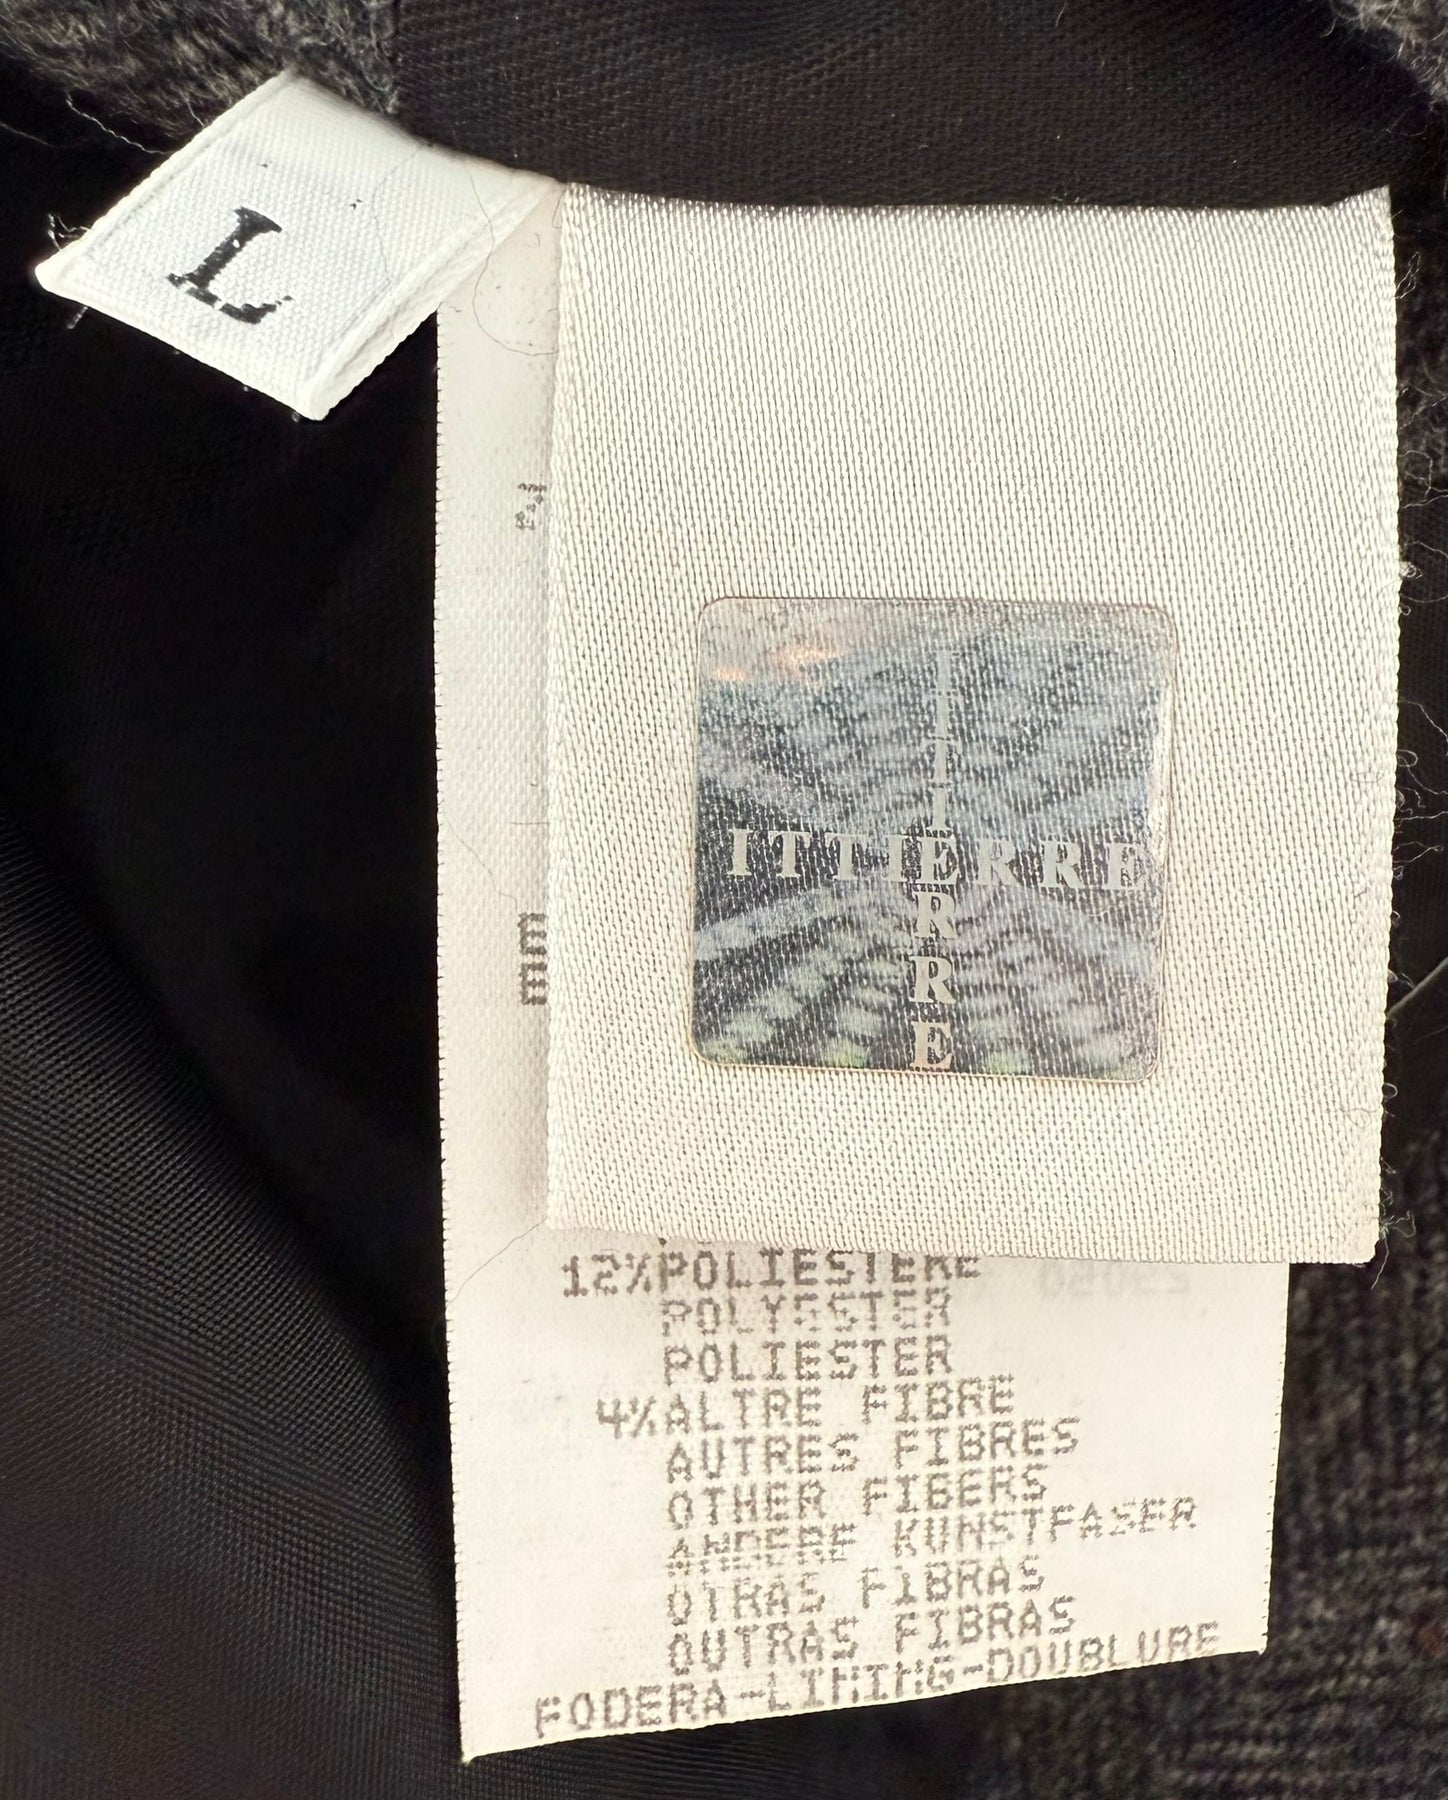 L
ITTIERRE
ITTIERRE
12%POLIESTERE
POLYESTER
POLIESTER
4%ALTRE FIBRE
AUTRES FIBRES
OTHER FIBERS
ANDERE KUNSTFASER
OTRAS FIBRAS
OUTRAS FIBRAS
FODERA-LINING-DOUBLURE